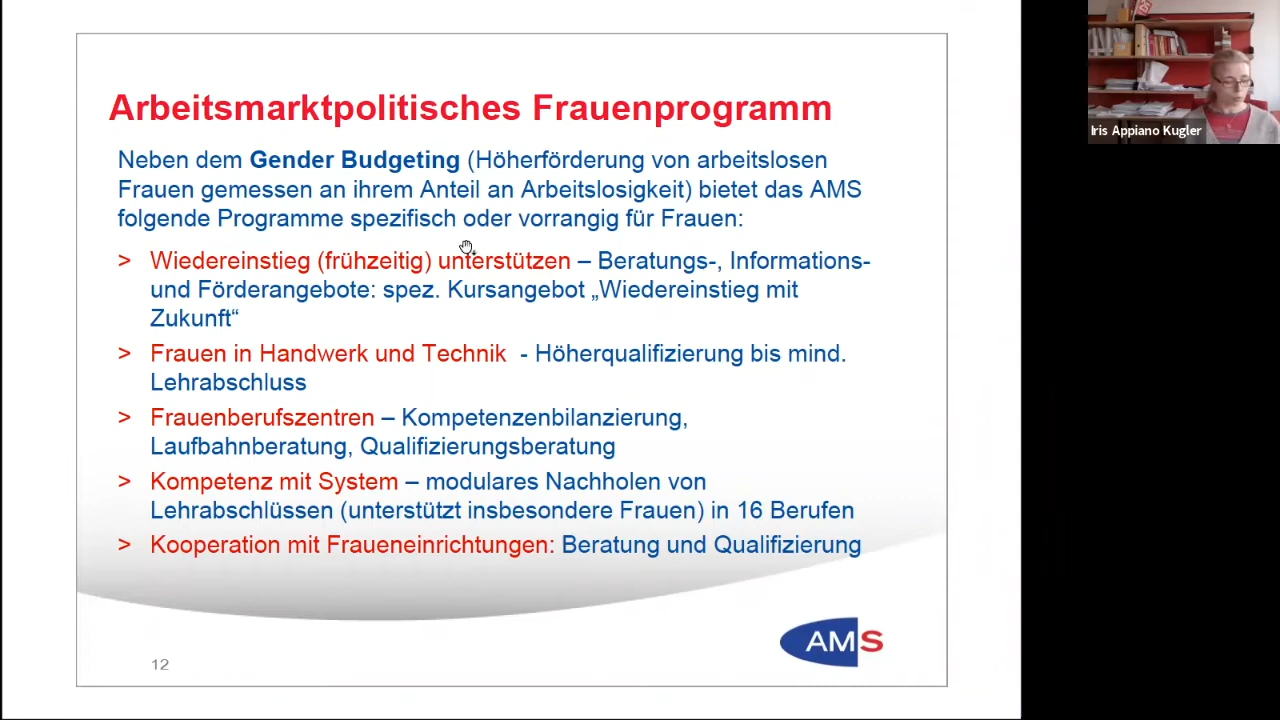 Arbeitsmarktpolitisches Frauenprogramm
Neben dem Gender Budgeting (Höherförderung von arbeitslosen
Frauen gemessen an ihrem Anteil an Arbeitslosigkeit) bietet das AMS
folgende Programme spezifisch oder vorrangig für Frauen:
> Wiedereinstieg (frühzeitig) unterstützen – Beratungs-, Informations-
und Förderangebote: spez. Kursangebot „Wiedereinstieg mit
Zukunft“
> Frauen in Handwerk und Technik - Höherqualifizierung bis mind.
Lehrabschluss
> Frauenberufszentren – Kompetenzenbilanzierung,
Laufbahnberatung, Qualifizierungsberatung
> Kompetenz mit System – modulares Nachholen von
Lehrabschlüssen (unterstützt insbesondere Frauen) in 16 Berufen
> Kooperation mit Fraueneinrichtungen: Beratung und Qualifizierung
AMS
12
Iris Appiano Kugler